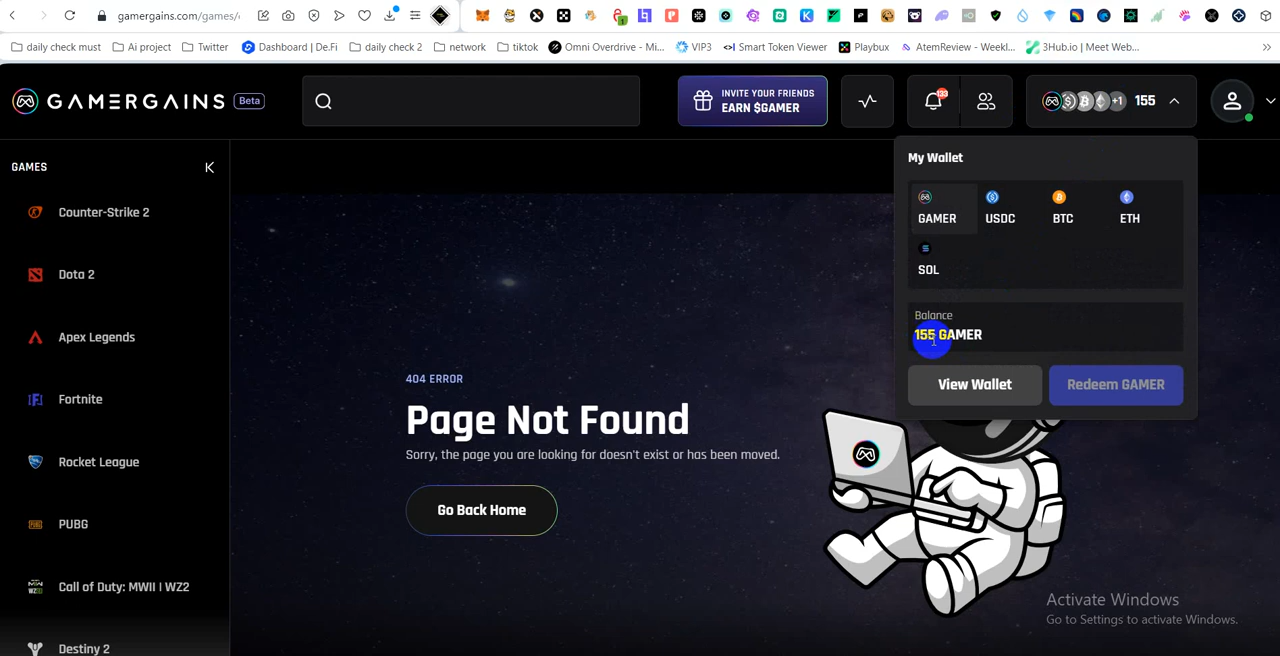 gamergains.com/games/
daily check must
Ai project
Twitter
Dashboard | De.Fi
daily check 2
network
tiktok
Omni Overdrive - Mi...
VIP3
<•>I Smart Token Viewer
Playbux
AtemReview - Weekl...
3Hub.io | Meet Web...
GAMERGAINS
Beta
INVITE YOUR FRIENDS
EARN $GAMER
133
+1
155
GAMES
Counter-Strike 2
Dota 2
Apex Legends
Fortnite
Rocket League
PUBG
Call of Duty: MWII | WZ2
Destiny 2
404 ERROR
Page Not Found
Sorry, the page you are looking for doesn't exist or has been moved.
Go Back Home
My Wallet
GAMER
USDC
BTC
ETH
SOL
Balance
155 GAMER
View Wallet
Redeem GAMER
Activate Windows
Go to Settings to activate Windows.